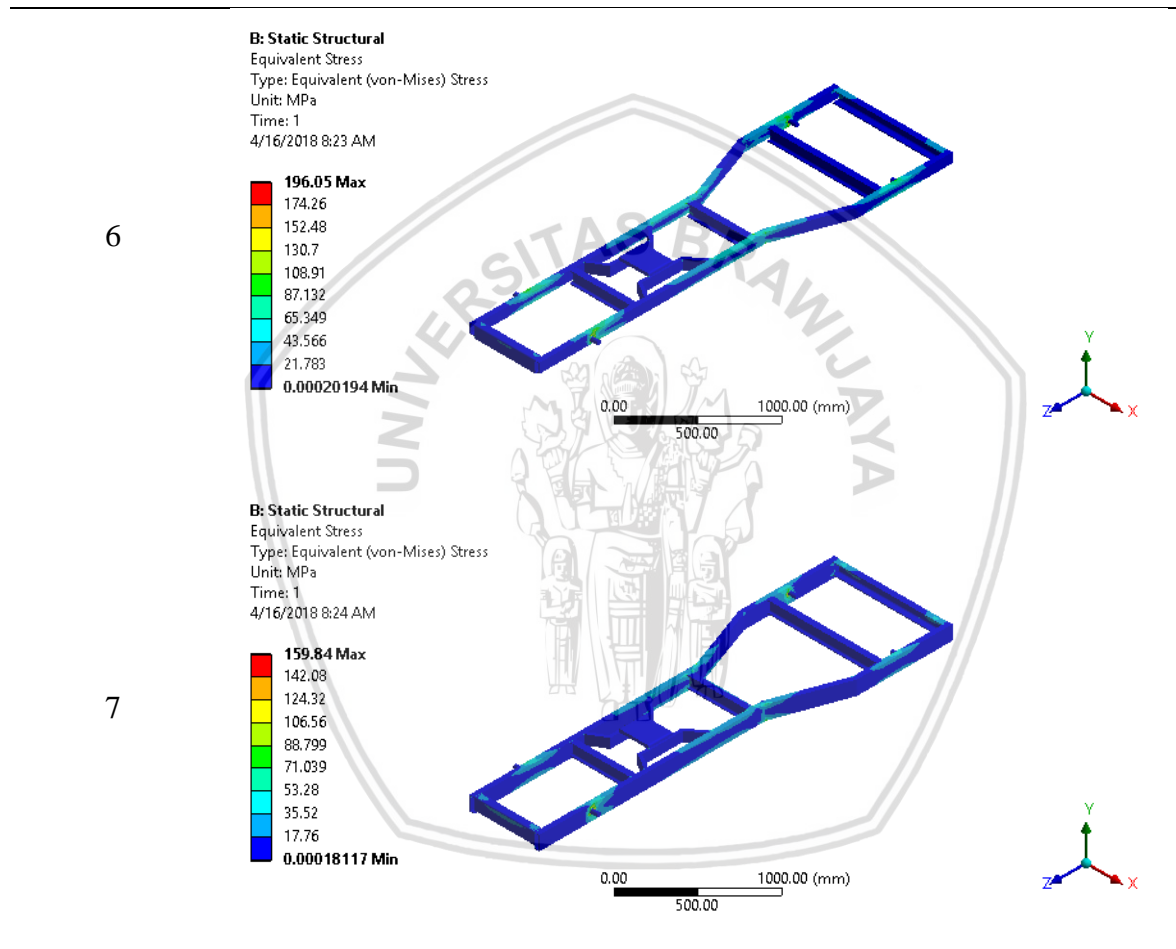 6
B: Static Structural
Equivalent Stress
Type: Equivalent (von-Mises) Stress
Unit: MPa
Time: 1
4/16/2018 8:23 AM
196.05 Max
174.26
152.48
130.7
108.91
87.132
65.349
43.566
21.783
0.00020194 Min
0.00 1000.00 (mm)
500.00
Y
Z X
UNIVERSITAS BRAWIJAYA
7
B: Static Structural
Equivalent Stress
Type: Equivalent (von-Mises) Stress
Unit: MPa
Time: 1
4/16/2018 8:24 AM
159.84 Max
142.08
124.32
106.56
88.799
71.039
53.28
35.52
17.76
0.00018117 Min
0.00 1000.00 (mm)
500.00
Y
Z X